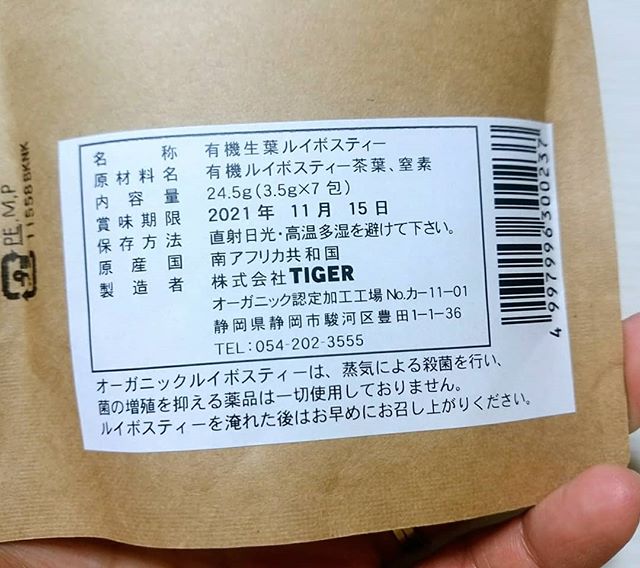 名称 有機生葉ルイボスティー
原材料名 有機ルイボスティー茶葉、窒素
内容量 24.5g(3.5g×7包)
賞味期限 2021年 11月 15日
保存方法 直射日光・高温多湿を避けて下さい。
原産国 南アフリカ共和国
製造者 株式会社TIGER
オーガニック認定加工工場No.カー11-01
静岡県静岡市駿河区豊田1-1-36
TEL:054-202-3555
オーガニックルイボスティーは、蒸気による殺菌を行い、
菌の増殖を抑える薬品は一切使用しておりません。
ルイボスティーを淹れた後はお早めにお召し上がりください。
4997996300237
PE,M,P
115588KNK